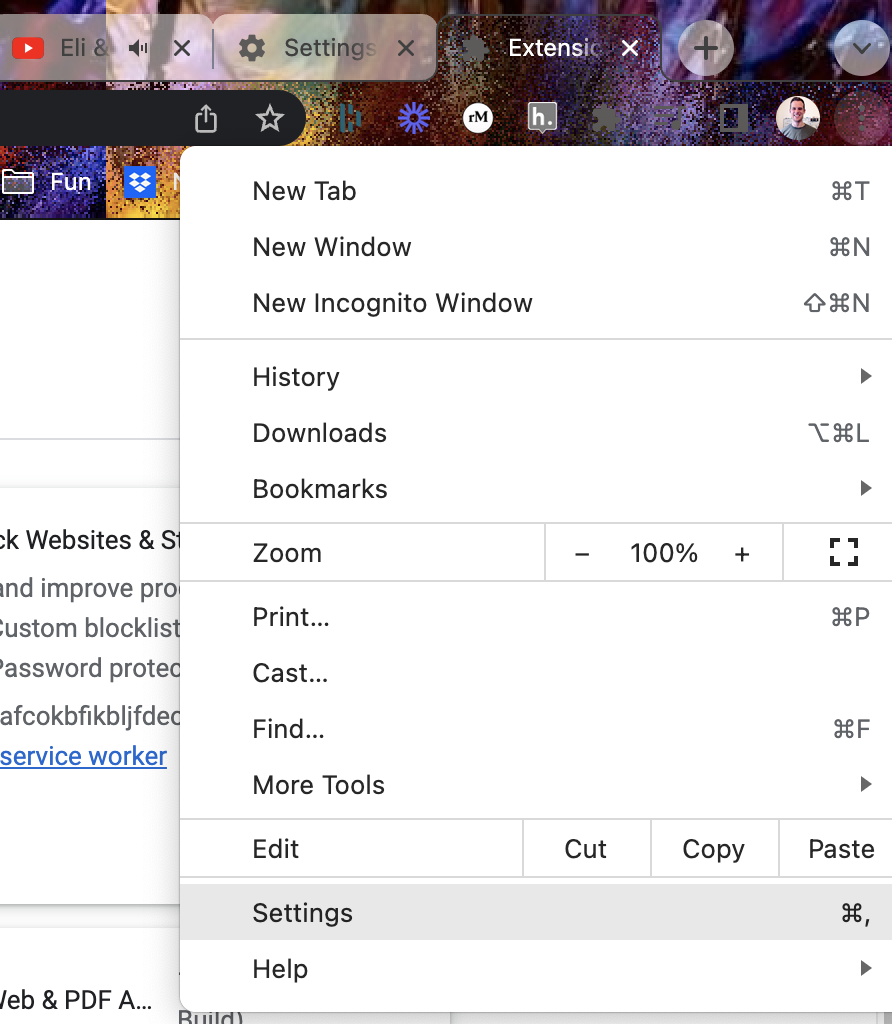 Eli &
Settings
Extensio
rM
h.
Fun
New Tab ⌘T
New Window ⌘N
New Incognito Window ⇧⌘N
History
Downloads ⌥⌘L
Bookmarks
Zoom − 100% +
Print... ⌘P
Cast...
Find... ⌘F
More Tools
Edit Cut Copy Paste
Settings ⌘,
Help
ck Websites & St
and improve pro
Custom blocklist
Password protec
afcokbfikbljfdec
service worker
Web & PDF A...
Build)